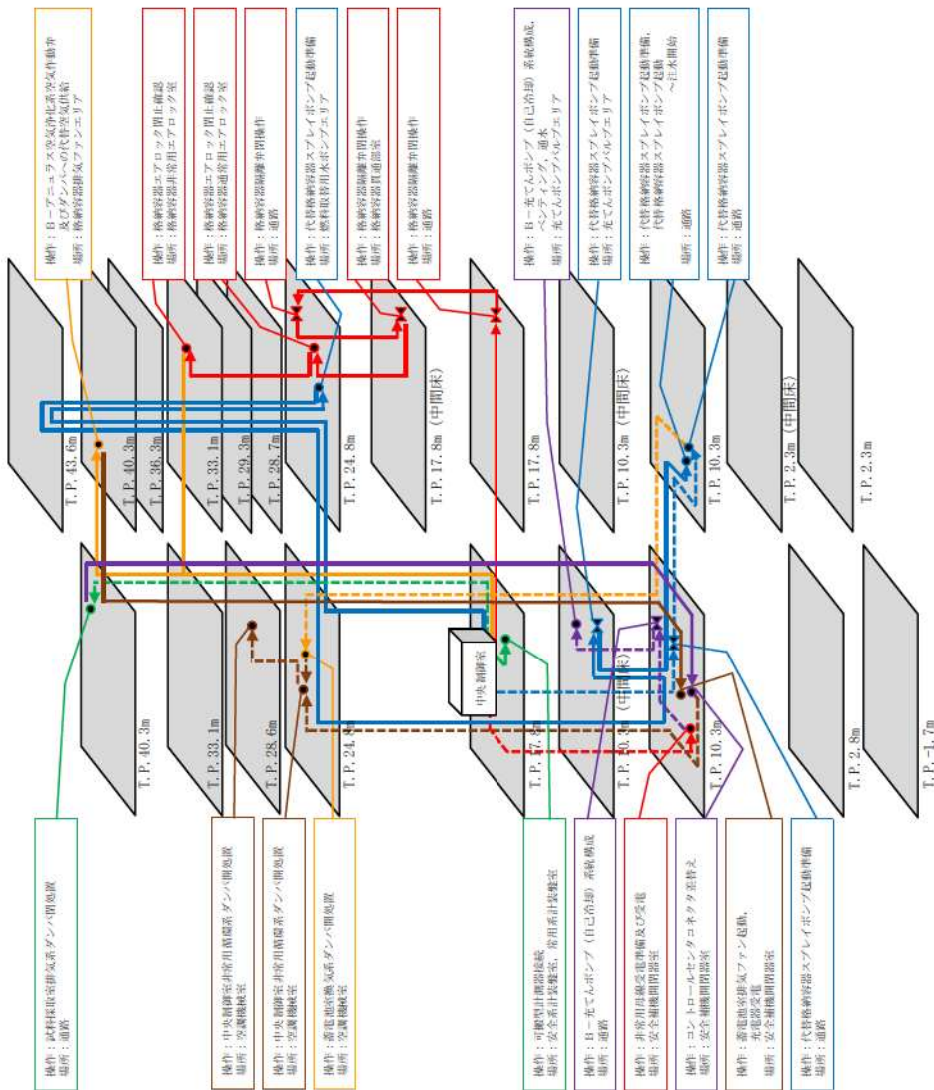 操作：B－アニュラス空気浄化系空気作動弁
及びダンパへの代替空気供給
場所：格納容器排気ファンエリア
操作：格納容器エアロック閉止確認
場所：格納容器非常用エアロック室
操作：格納容器エアロック閉止確認
場所：格納容器通常用エアロック室
操作：格納容器隔離弁閉操作
場所：通路
操作：代替格納容器スプレイポンプ起動準備
場所：燃料取替用水ポンプエリア
操作：格納容器隔離弁閉操作
場所：格納容器貫通部室
操作：格納容器隔離弁閉操作
場所：通路
操作：B－充てんポンプ（自己冷却）系統構成，
ベンティング，通水
場所：充てんポンプバルブエリア
操作：代替格納容器スプレイポンプ起動準備
場所：充てんポンプバルブエリア
操作：代替格納容器スプレイポンプ起動準備，
代替格納容器スプレイポンプ起動
～注水開始
場所：通路
操作：代替格納容器スプレイポンプ起動準備
場所：通路
T.P.43.6m
T.P.40.3m
T.P.36.3m
T.P.33.1m
T.P.29.3m
T.P.28.7m
T.P.24.8m
T.P.17.8m（中間床）
T.P.17.8m
T.P.10.3m（中間床）
T.P.10.3m
T.P.2.3m（中間床）
T.P.2.3m
中央制御室
T.P.40.3m
T.P.33.1m
T.P.28.6m
T.P.24.8m
T.P.17.8m
T.P.10.3m（中間床）
T.P.10.3m
T.P.2.8m
T.P.-1.7m
操作：試料採取室排気系ダンパ閉処置
場所：通路
操作：中央制御室非常用循環系ダンパ開処置
場所：空調機械室
操作：中央制御室非常用循環系ダンパ開処置
場所：空調機械室
操作：蓄電池室換気系ダンパ開処置
場所：空調機械室
操作：可搬型計測器接続
場所：安全系計装盤室，常用系計装盤室
操作：B－充てんポンプ（自己冷却）系統構成
場所：通路
操作：非常用母線受電準備及び受電
場所：安全補機開閉器室
操作：コントロールセンタコネクタ差替え
場所：安全補機開閉器室
操作：蓄電池室排気ファン起動，
充電器受電
場所：安全補機開閉器室
操作：代替格納容器スプレイポンプ起動準備
場所：通路